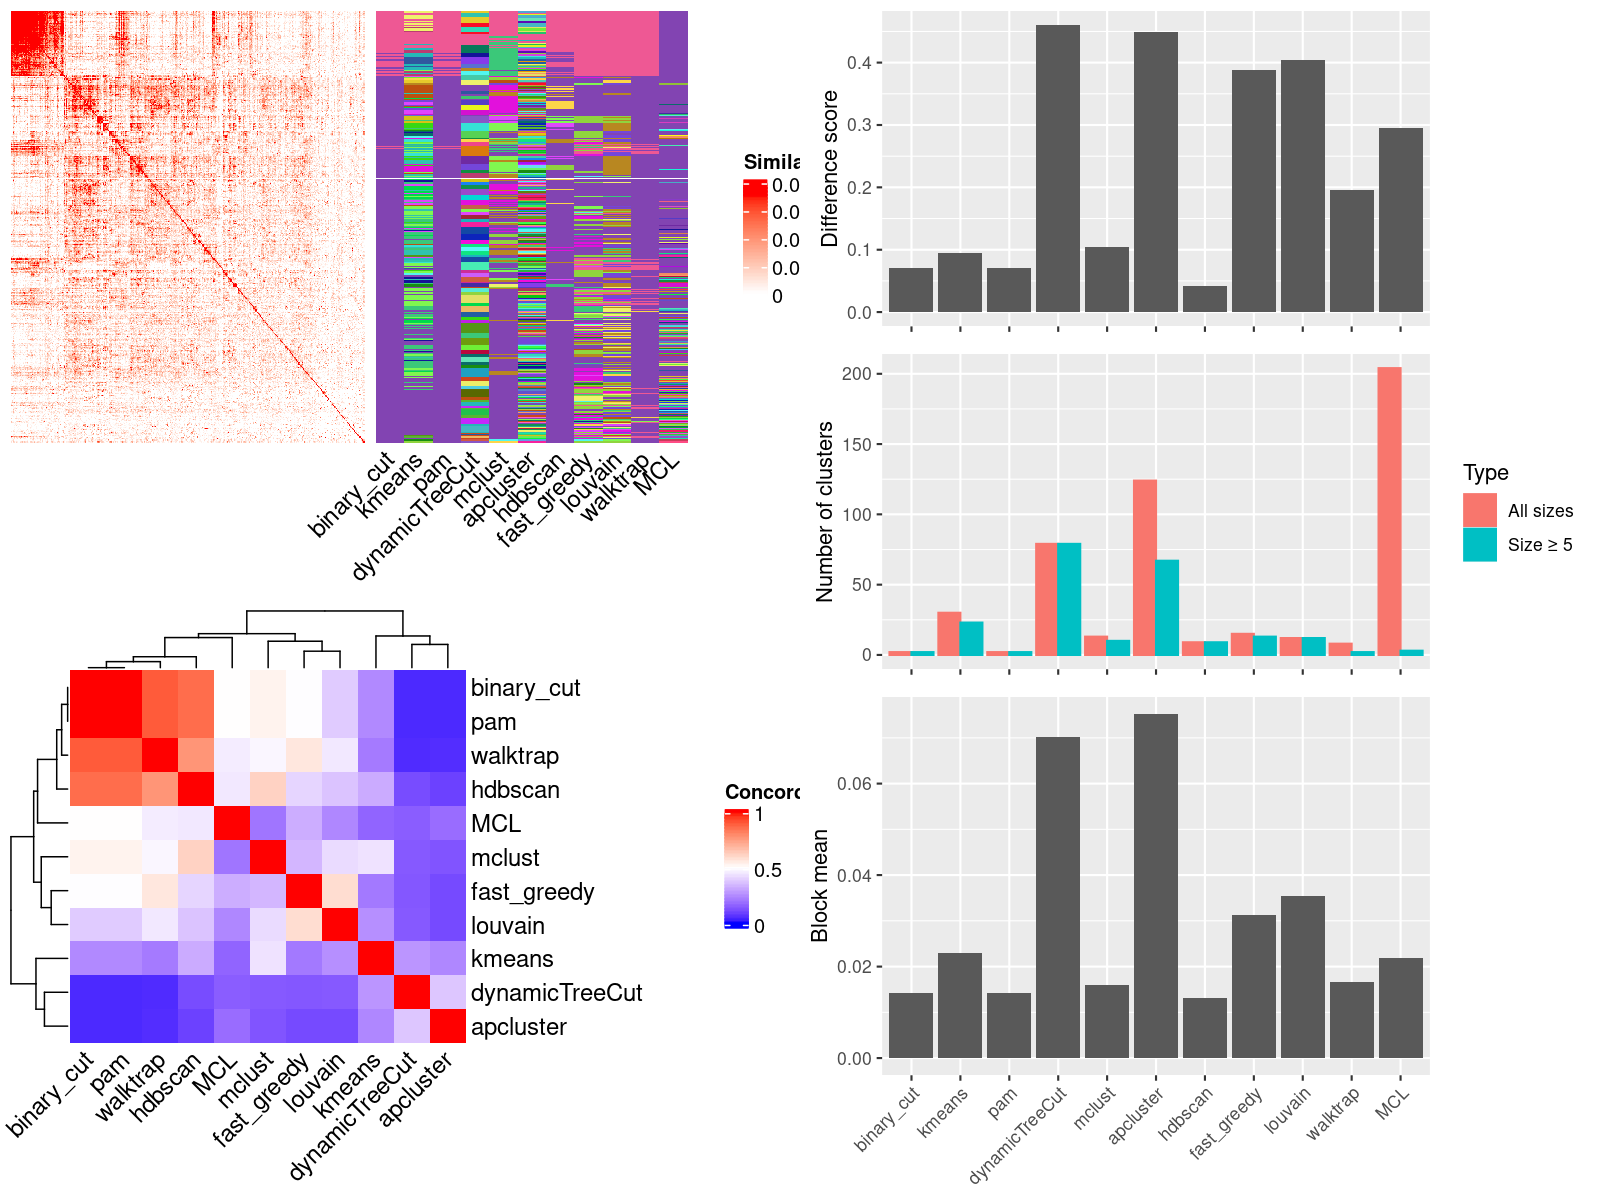 Simila
0.0
0.0
0.0
0.0
0
binary_cut
kmeans
pam
dynamicTreeCut
mclust
apcluster
hdbscan
fast_greedy
louvain
walktrap
MCL
binary_cut
pam
walktrap
hdbscan
MCL
mclust
fast_greedy
louvain
kmeans
dynamicTreeCut
apcluster
binary_cut
pam
walktrap
hdbscan
MCL
mclust
fast_greedy
louvain
kmeans
dynamicTreeCut
apcluster
Concord
1
0.5
0
Difference score
0.4
0.3
0.2
0.1
0.0
Number of clusters
200
150
100
50
0
Type
All sizes
Size ≥ 5
Block mean
0.06
0.04
0.02
0.00
binary_cut
kmeans
pam
dynamicTreeCut
mclust
apcluster
hdbscan
fast_greedy
louvain
walktrap
MCL